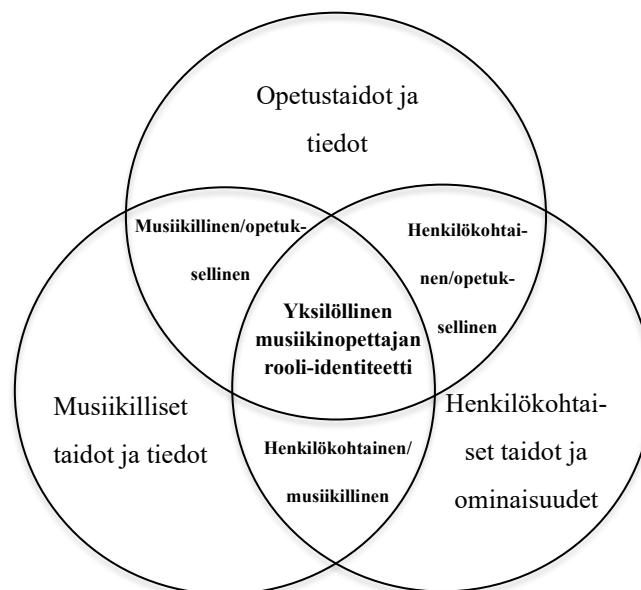 Opetustaidot ja
tiedot
Musiikillinen/opetuk-
sellinen
Henkilökohtai-
nen/opetuk-
sellinen
Yksilöllinen
musiikinopettajan
rooli-identiteetti
Musiikilliset
taidot ja tiedot
Henkilökohtainen/
musiikillinen
Henkilökohtai-
set taidot ja
ominaisuudet